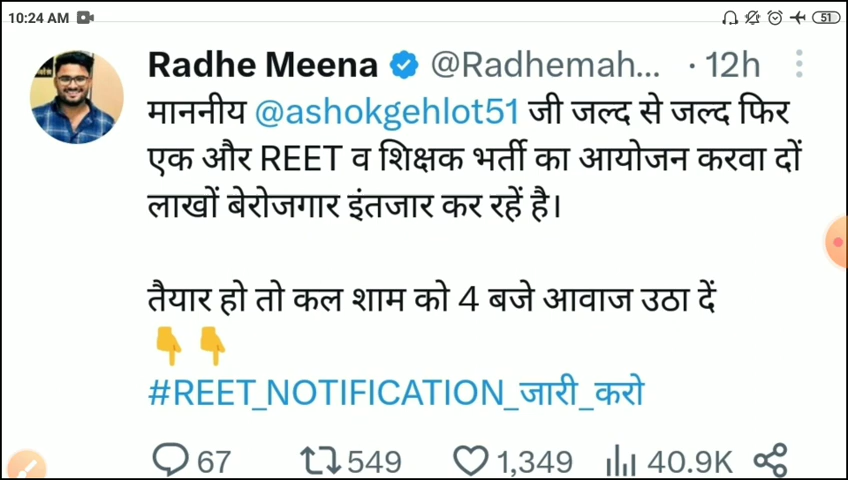 10:24 AM 51
Radhe Meena @Radhemah... · 12h
माननीय @ashokgehlot51 जी जल्द से जल्द फिर
एक और REET व शिक्षक भर्ती का आयोजन करवा दों
लाखों बेरोजगार इंतजार कर रहें है।
तैयार हो तो कल शाम को 4 बजे आवाज उठा दें
👇👇
#REET_NOTIFICATION_जारी_करो
67 549 1,349 40.9K